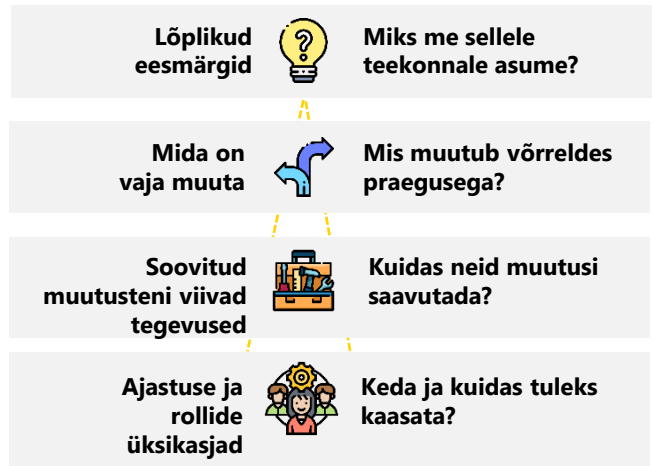 Lõplikud
eesmärgid
Miks me sellele
teekonnale asume?
Mida on
vaja muuta
Mis muutub võrreldes
praegusega?
Soovitud
muutusteni viivad
tegevused
Kuidas neid muutusi
saavutada?
Ajastuse ja
rollide
üksikasjad
Keda ja kuidas tuleks
kaasata?